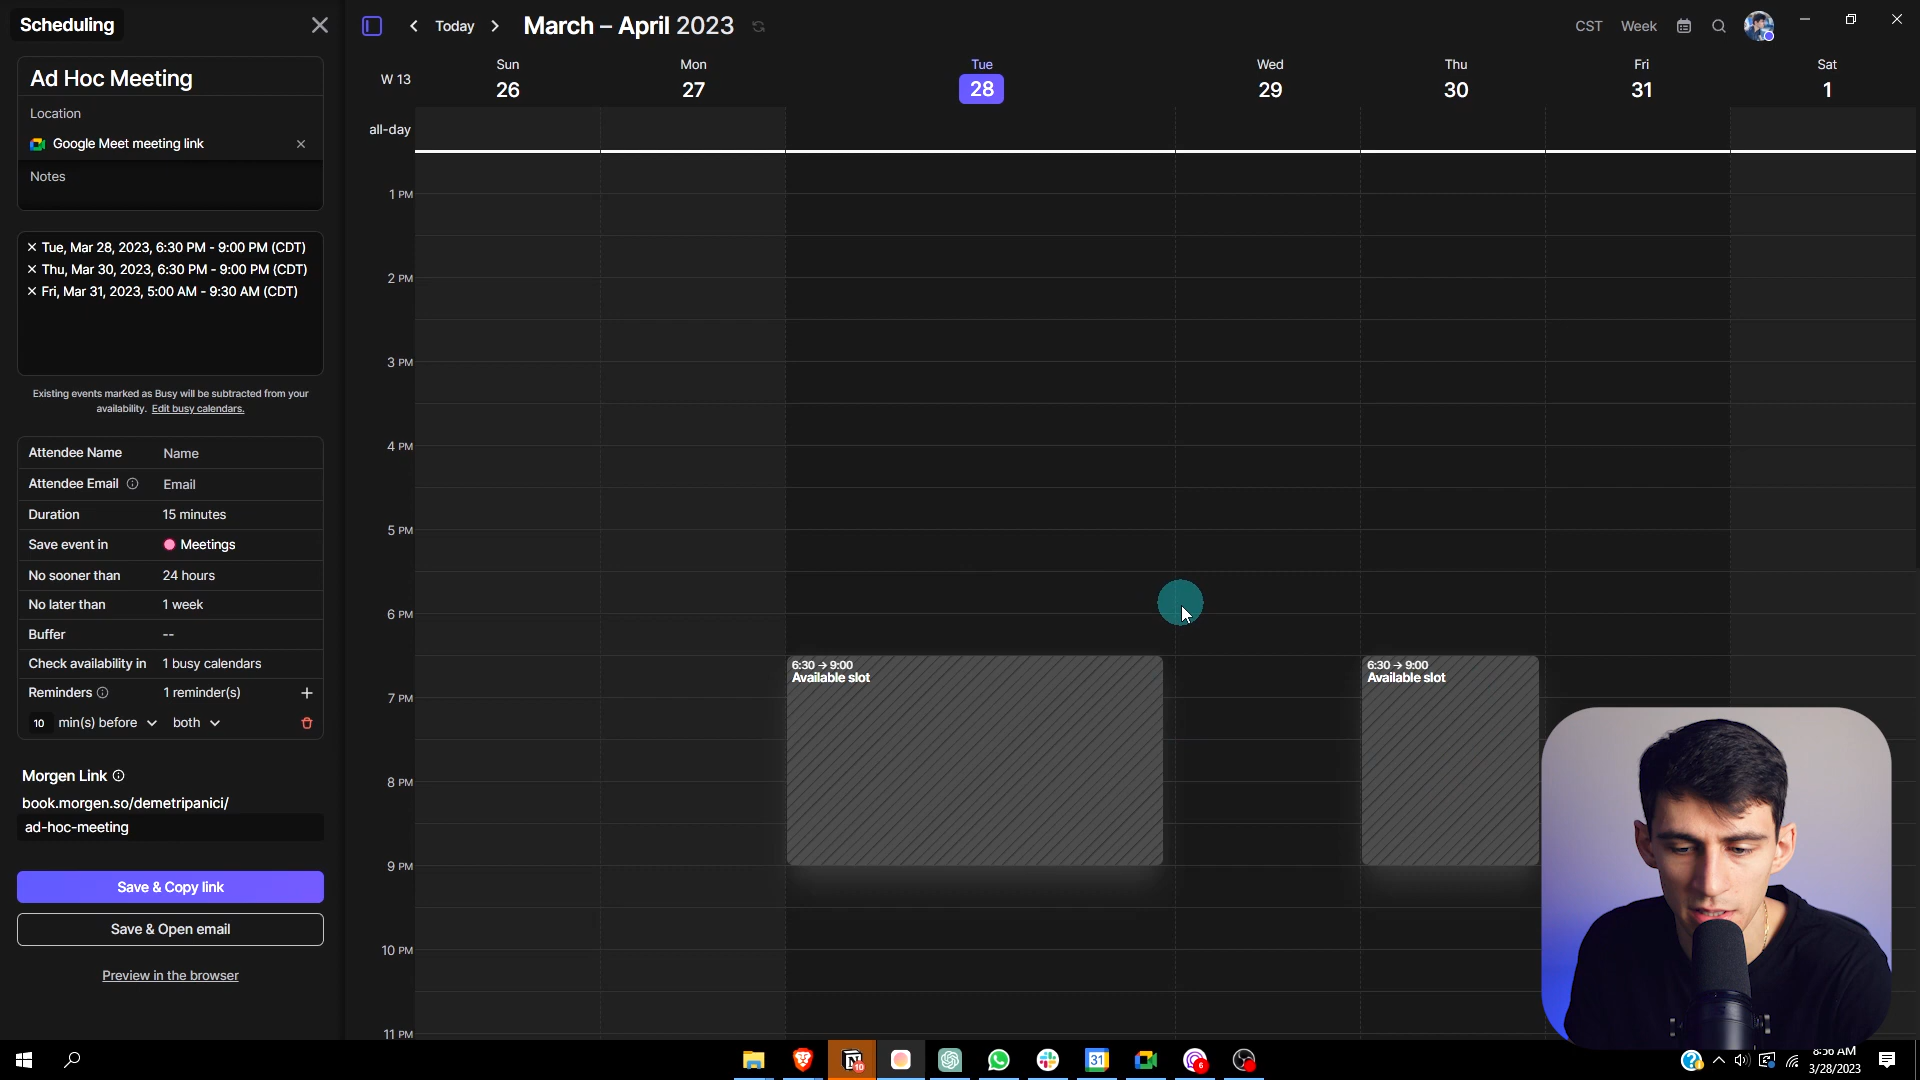 Scheduling
Today
March – April 2023
CST
Week
Ad Hoc Meeting
Location
Google Meet meeting link
Notes
Tue, Mar 28, 2023, 6:30 PM - 9:00 PM (CDT)
Thu, Mar 30, 2023, 6:30 PM - 9:00 PM (CDT)
Fri, Mar 31, 2023, 5:00 AM - 9:30 AM (CDT)
Existing events marked as Busy will be subtracted from your
availability. Edit busy calendars.
Attendee Name Name
Attendee Email Email
Duration 15 minutes
Save event in Meetings
No sooner than 24 hours
No later than 1 week
Buffer --
Check availability in 1 busy calendars
Reminders 1 reminder(s)
10 min(s) before both
Morgen Link
book.morgen.so/demetripanici/
ad-hoc-meeting
Save & Copy link
Save & Open email
Preview in the browser
W 13
Sun
26
Mon
27
Tue
28
Wed
29
Thu
30
Fri
31
Sat
1
all-day
1 PM
2 PM
3 PM
4 PM
5 PM
6 PM
7 PM
8 PM
9 PM
10 PM
11 PM
6:30 → 9:00
Available slot
6:30 → 9:00
Available slot
10
31
6
8:56 AM
3/28/2023